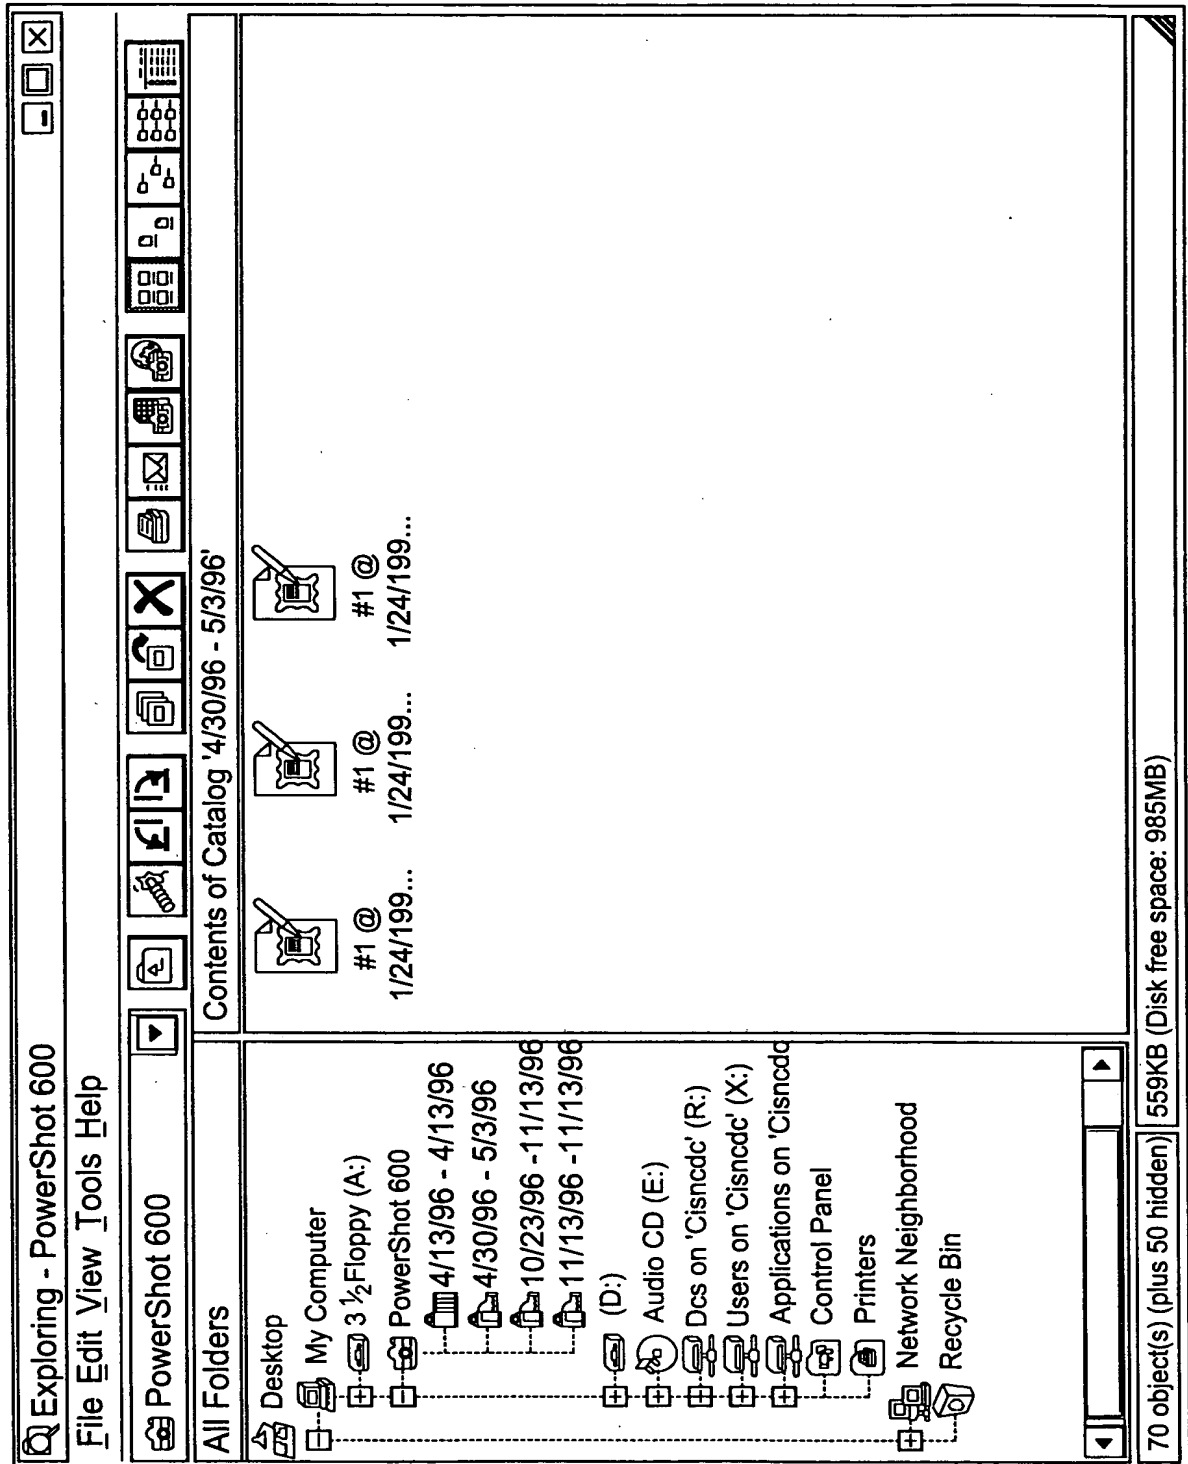 Exploring - PowerShot 600
File Edit View Tools Help
PowerShot 600
All Folders
Contents of Catalog '4/30/96 - 5/3/96'
Desktop
My Computer
3 ½ Floppy (A:)
PowerShot 600
4/13/96 - 4/13/96
4/30/96 - 5/3/96
10/23/96 -11/13/96
11/13/96 -11/13/96
(D:)
Audio CD (E:)
Dcs on 'Cisncdc' (R:)
Users on 'Cisncdc' (X:)
Applications on 'Cisncdc
Control Panel
Printers
Network Neighborhood
Recycle Bin
#1 @
1/24/199...
#1 @
1/24/199...
#1 @
1/24/199...
70 object(s) (plus 50 hidden)
559KB (Disk free space: 985MB)